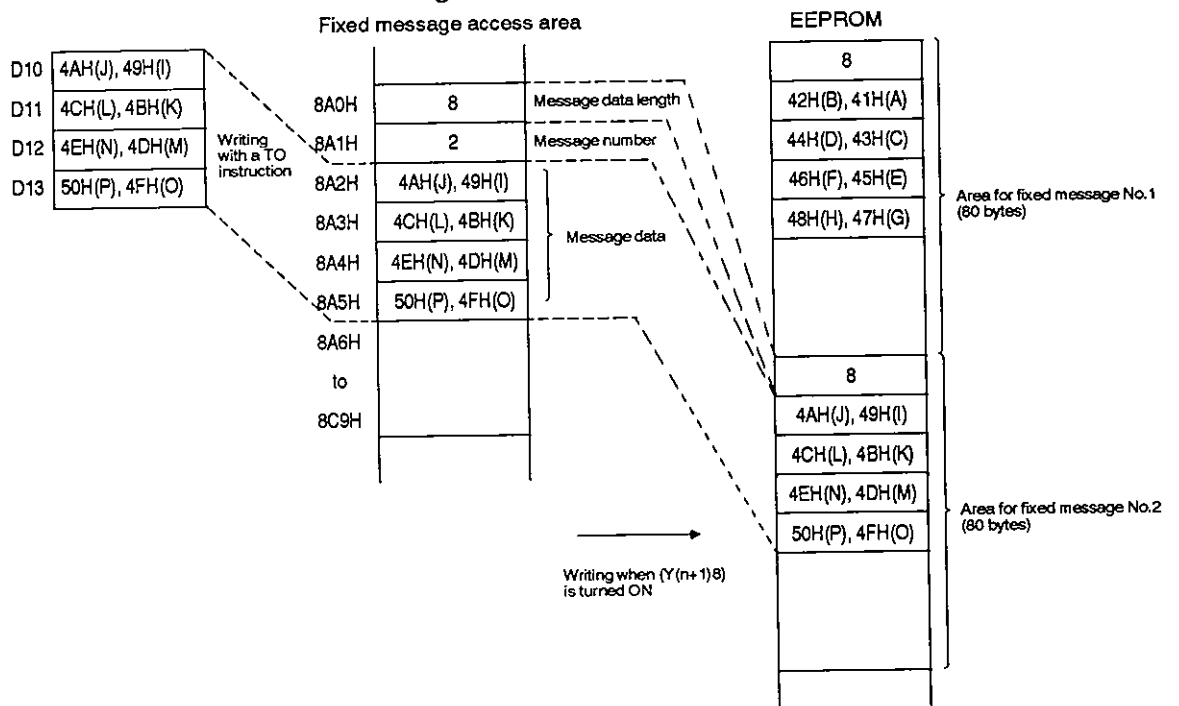 Fixed message access area
EEPROM
D10 4AH(J), 49H(I)
D11 4CH(L), 4BH(K)
D12 4EH(N), 4DH(M)
D13 50H(P), 4FH(O)
Writing
with a TO
instruction
8A0H 8 Message data length
8A1H 2 Message number
8A2H 4AH(J), 49H(I)
8A3H 4CH(L), 4BH(K)
8A4H 4EH(N), 4DH(M)
8A5H 50H(P), 4FH(O)
Message data
8A6H
to
8C9H
8
42H(B), 41H(A)
44H(D), 43H(C)
46H(F), 45H(E)
48H(H), 47H(G)
Area for fixed message No.1
(80 bytes)
8
4AH(J), 49H(I)
4CH(L), 4BH(K)
4EH(N), 4DH(M)
50H(P), 4FH(O)
Area for fixed message No.2
(80 bytes)
Writing when (Y(n+1)8)
is turned ON